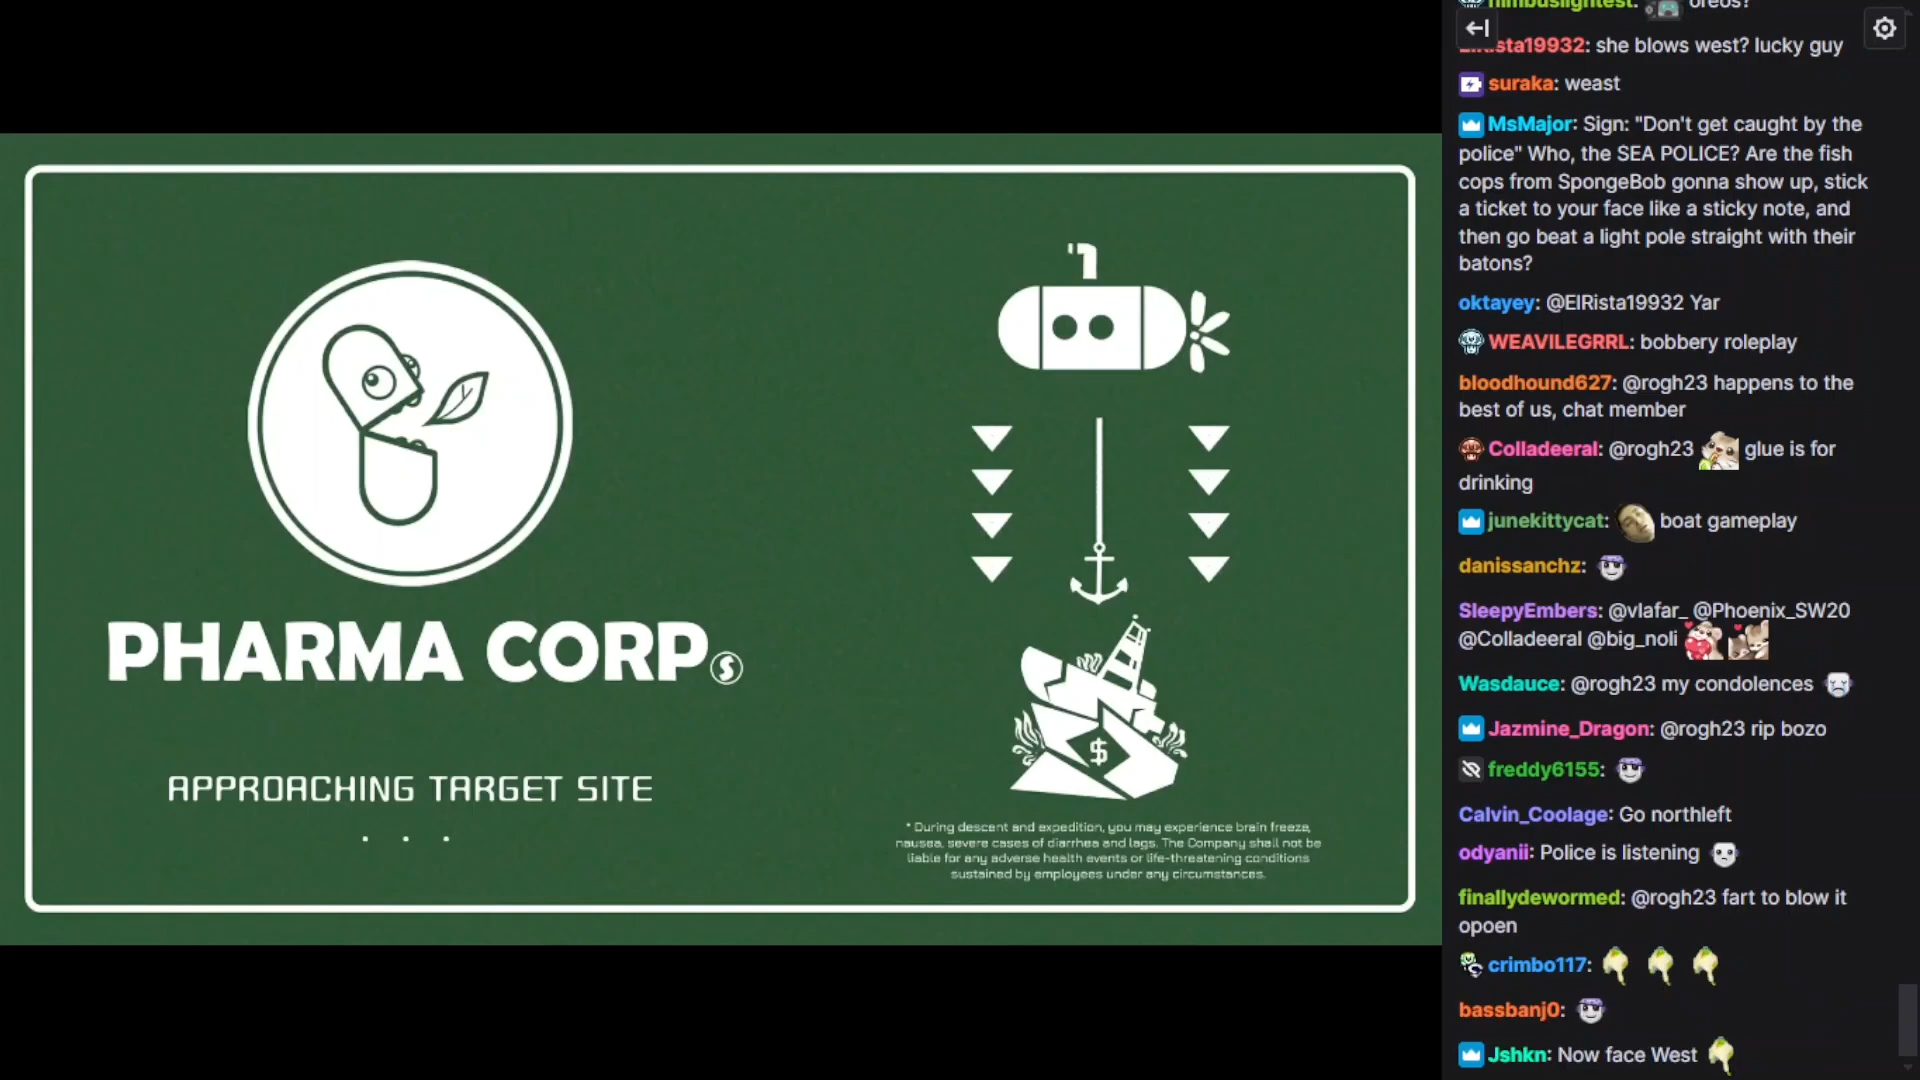 PHARMA CORP
S
APPROACHING TARGET SITE
. . .
$
* During descent and expedition, you may experience brain freeze,
nausea, severe cases of diarrhea and lags. The Company shall not be
liable for any adverse health events or life-threatening conditions
sustained by employees under any circumstances.
nimbuslightest: oreos?
ElRista19932: she blows west? lucky guy
suraka: weast
MsMajor: Sign: "Don't get caught by the
police" Who, the SEA POLICE? Are the fish
cops from SpongeBob gonna show up, stick
a ticket to your face like a sticky note, and
then go beat a light pole straight with their
batons?
oktayey: @ElRista19932 Yar
WEAVILEGRRL: bobbery roleplay
bloodhound627: @rogh23 happens to the
best of us, chat member
Colladeeral: @rogh23 glue is for
drinking
junekittycat: boat gameplay
danissanchz:
SleepyEmbers: @vlafar_ @Phoenix_SW20
@Colladeeral @big_noli
Wasdauce: @rogh23 my condolences
Jazmine_Dragon: @rogh23 rip bozo
freddy6155:
Calvin_Coolage: Go northleft
odyanii: Police is listening
finallydewormed: @rogh23 fart to blow it
opoen
crimbo117:
bassbanj0:
Jshkn: Now face West